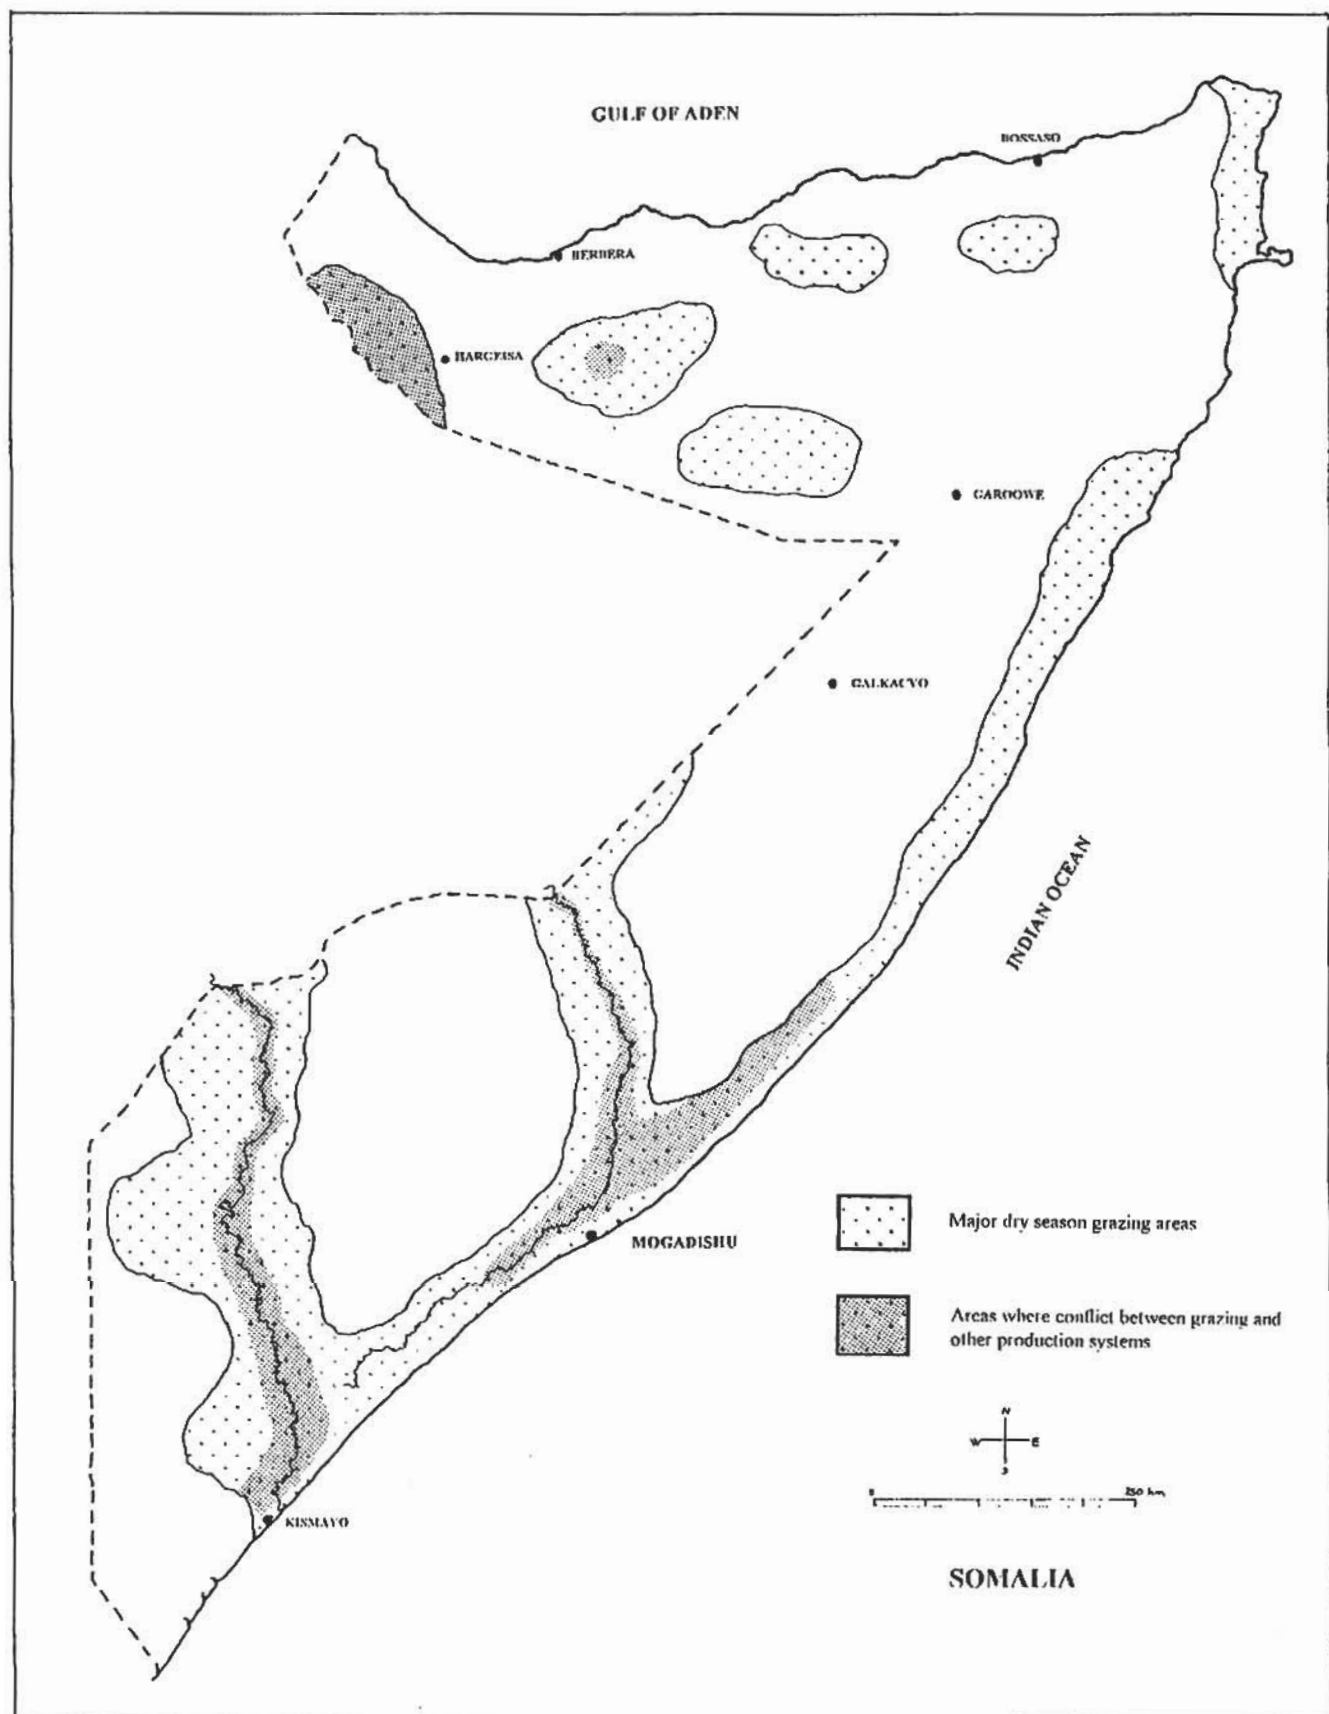 GULF OF ADEN
BOSSASO
BERBERA
HARGEISA
GAROOWE
GALKACYO
INDIAN OCEAN
Major dry season grazing areas
MOGADISHU
Areas where conflict between grazing and
other production systems
N
W E
S
0 250 km
KISMAYO
SOMALIA